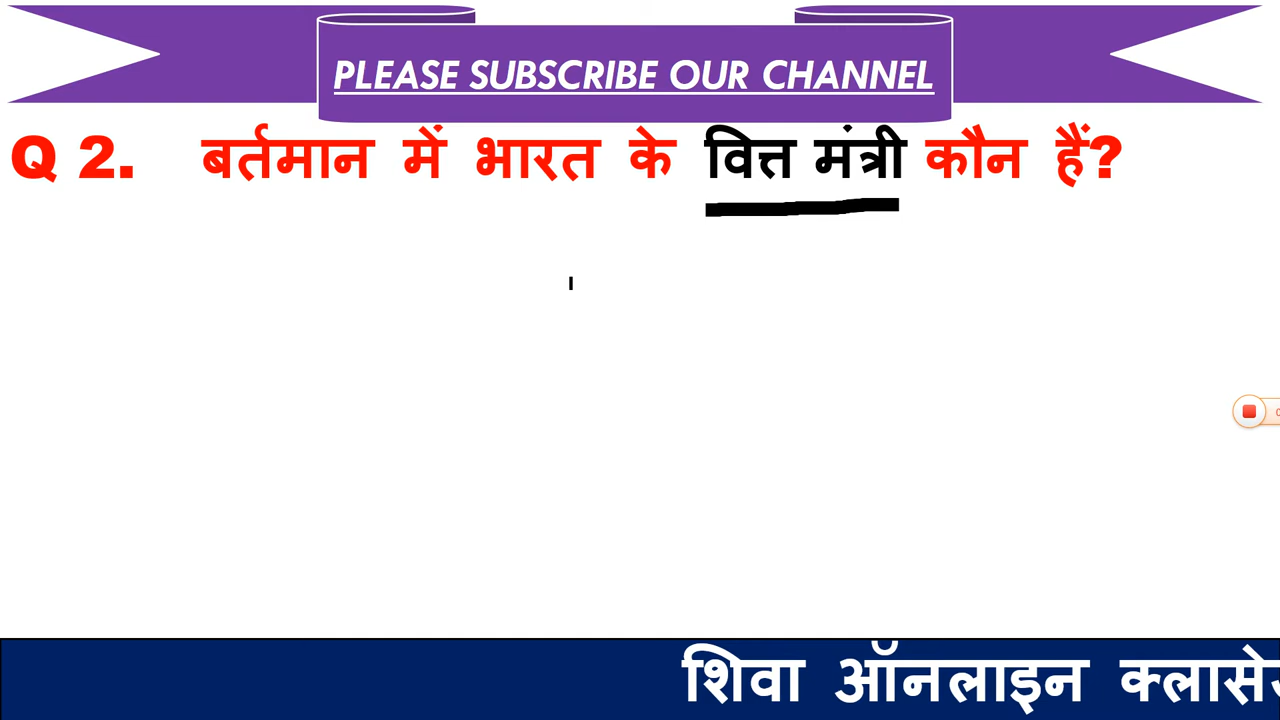 PLEASE SUBSCRIBE OUR CHANNEL
Q 2. बर्तमान में भारत के वित्त मंत्री कौन हैं?
शिवा ऑनलाइन